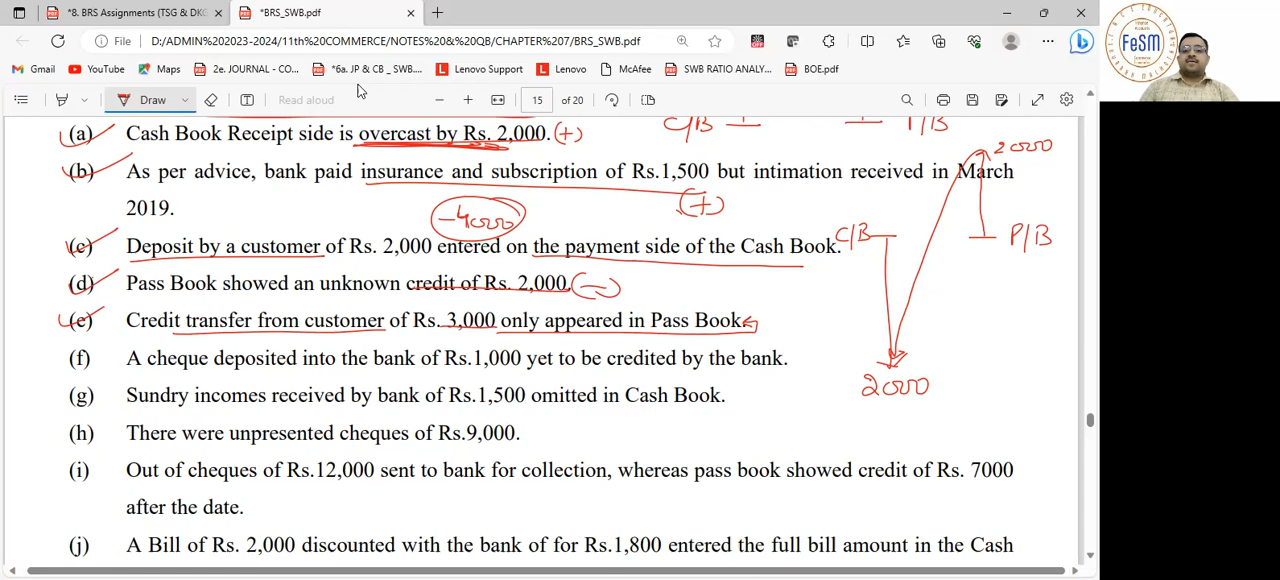 *8. BRS Assignments (TSG & DKG
*BRS_SWB.pdf
File D:/ADMIN%202023-2024/11th%20COMMERCE/NOT
QB/CHAPTER%207/BRS_SWB.pdf
Gmail YouTube Maps 2e. JOURNAL - CO... *6a. JP & CB _ SWB.... Lenovo Support Lenovo McAfee SWB RATIO ANALY... BOE.pdf
Draw Read aloud 15 of 20
FeSM
C/B P/B
(a) Cash Book Receipt side is overcast by Rs. 2,000. (+)
2000
(b) As per advice, bank paid insurance and subscription of Rs.1,500 but intimation received in March
2019.
(+)
-4000
(c) Deposit by a customer of Rs. 2,000 entered on the payment side of the Cash Book.
C/B P/B
(d) Pass Book showed an unknown credit of Rs. 2,000. (-)
(e) Credit transfer from customer of Rs. 3,000 only appeared in Pass Book.
(f) A cheque deposited into the bank of Rs.1,000 yet to be credited by the bank.
2000
(g) Sundry incomes received by bank of Rs.1,500 omitted in Cash Book.
(h) There were unpresented cheques of Rs.9,000.
(i) Out of cheques of Rs.12,000 sent to bank for collection, whereas pass book showed credit of Rs. 7000
after the date.
(j) A Bill of Rs. 2,000 discounted with the bank of for Rs.1,800 entered the full bill amount in the Cash